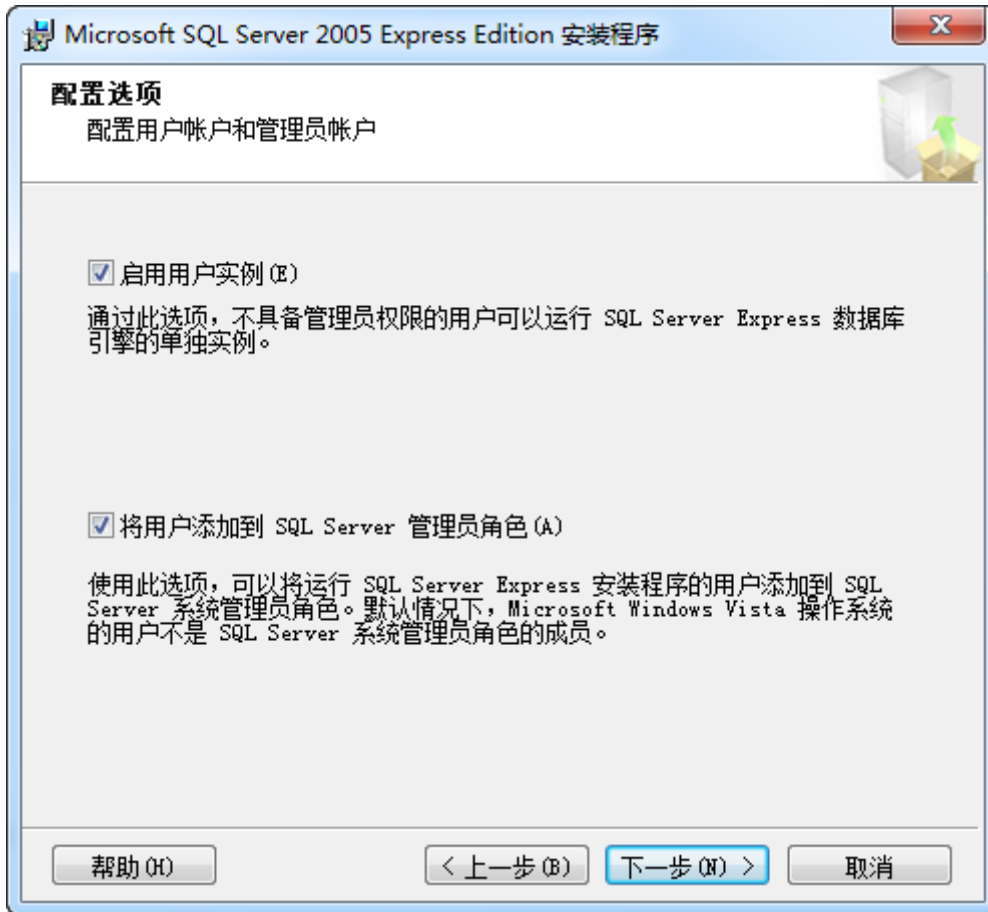 Microsoft SQL Server 2005 Express Edition 安装程序
配置选项
配置用户帐户和管理员帐户
启用用户实例(E)
通过此选项，不具备管理员权限的用户可以运行 SQL Server Express 数据库
引擎的单独实例。
将用户添加到 SQL Server 管理员角色(A)
使用此选项，可以将运行 SQL Server Express 安装程序的用户添加到 SQL
Server 系统管理员角色。默认情况下，Microsoft Windows Vista 操作系统
的用户不是 SQL Server 系统管理员角色的成员。
帮助(H) < 上一步(B) 下一步(N) > 取消